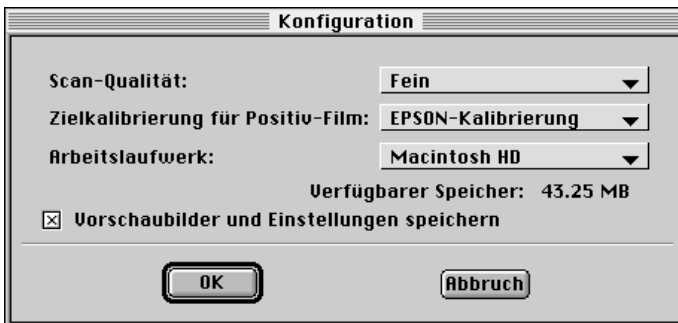 Konfiguration
Scan-Qualität: Fein
Zielkalibrierung für Positiv-Film: EPSON-Kalibrierung
Arbeitslaufwerk: Macintosh HD
Verfügbarer Speicher: 43.25 MB
Vorschaubilder und Einstellungen speichern
OK Abbruch